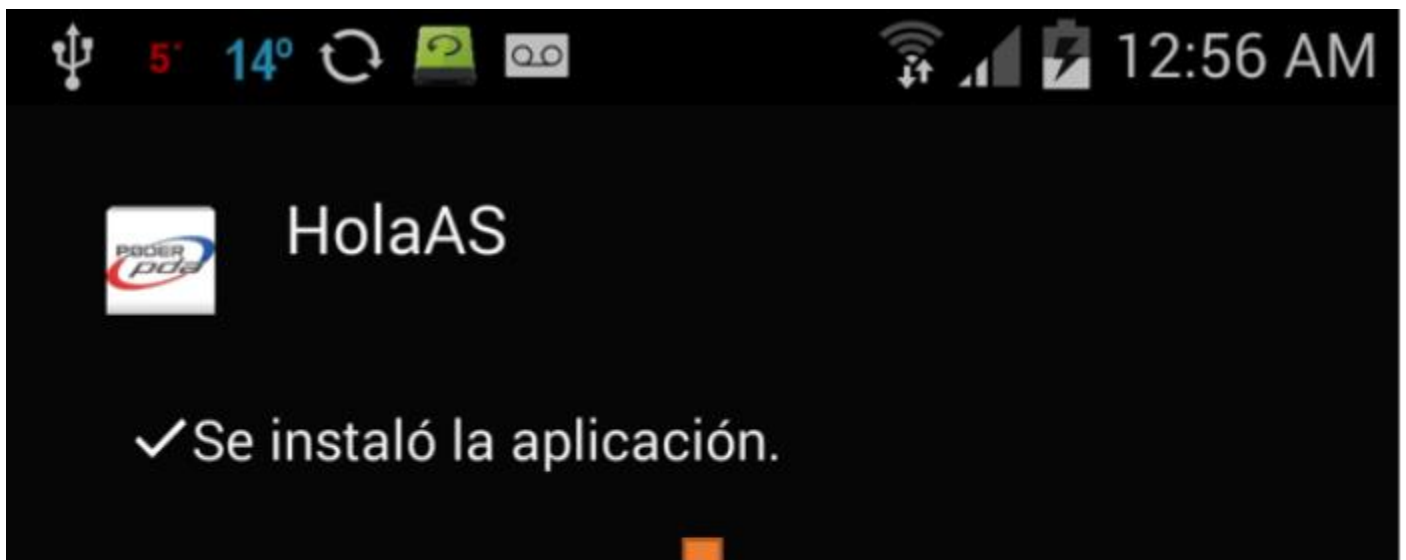 5° 14° 12:56 AM
PODER
pda
HolaAS
Se instaló la aplicación.